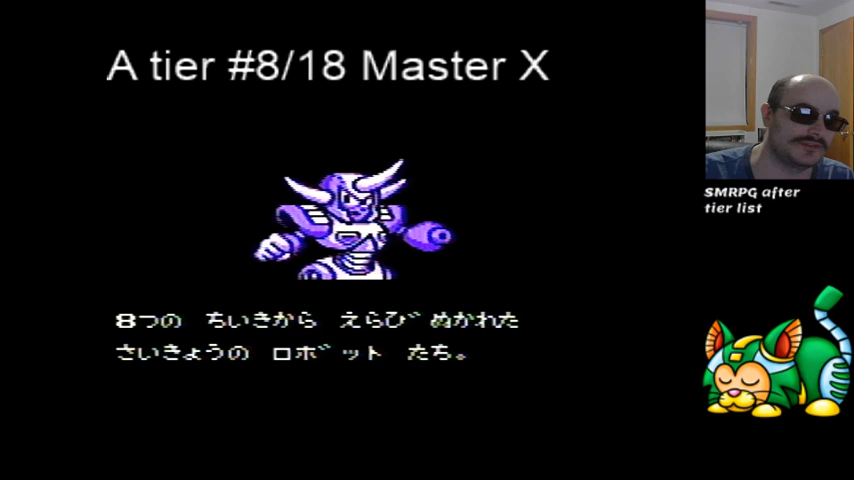 A tier #8/18 Master X
SMRPG after
tier list
8つの ちいきから えらびぬかれた
さいきょうの ロボット たち。